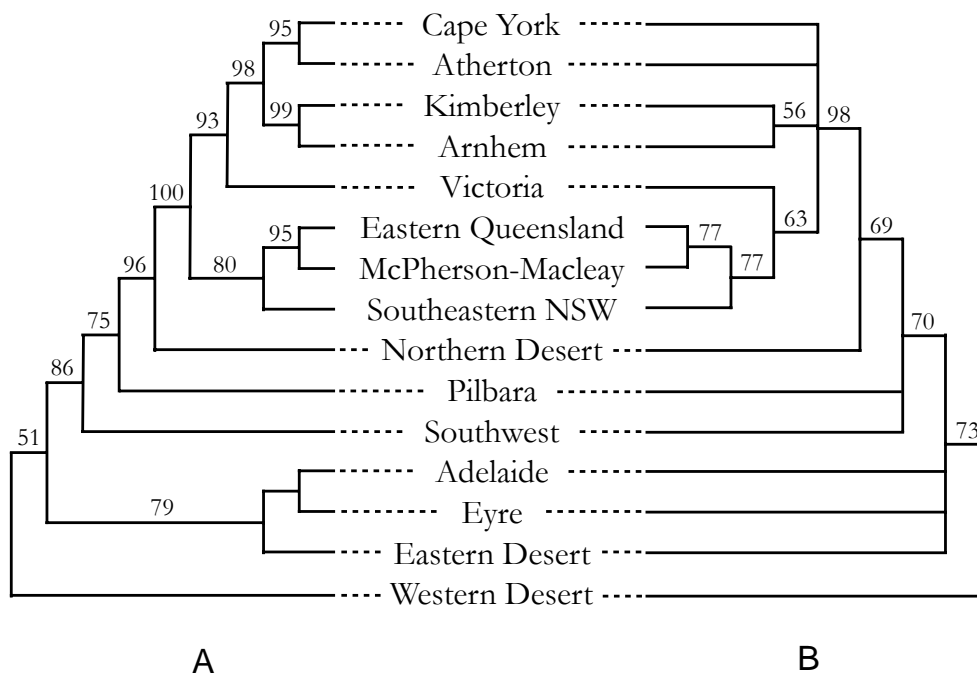 95 Cape York
98 Atherton
99 Kimberley 56 98
93 Arnhem
100 Victoria
95 Eastern Queensland 77 63 69
96 80 McPherson-Macleay 77
75 Southeastern NSW 70
86 Northern Desert
Pilbara
51 Southwest 73
79 Adelaide
Eyre
Eastern Desert
Western Desert
A B